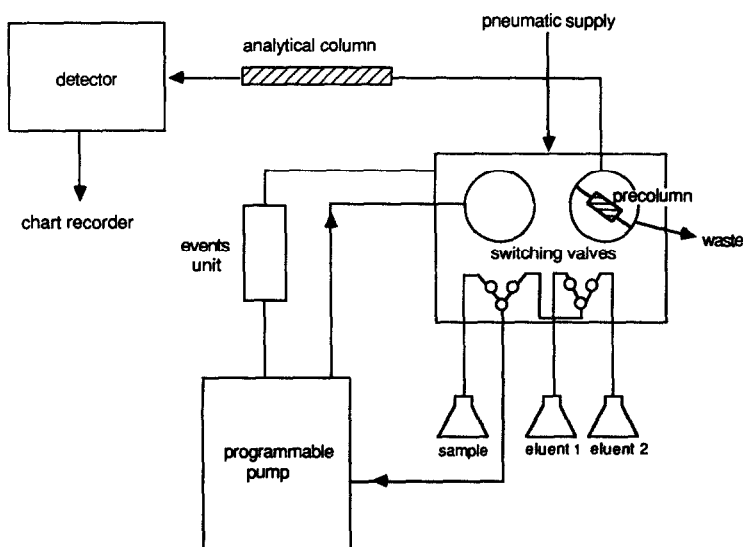 pneumatic supply
analytical column
detector
precolumn
chart recorder
waste
events
unit
switching valves
sample
eluent 1
eluent 2
programmable
pump